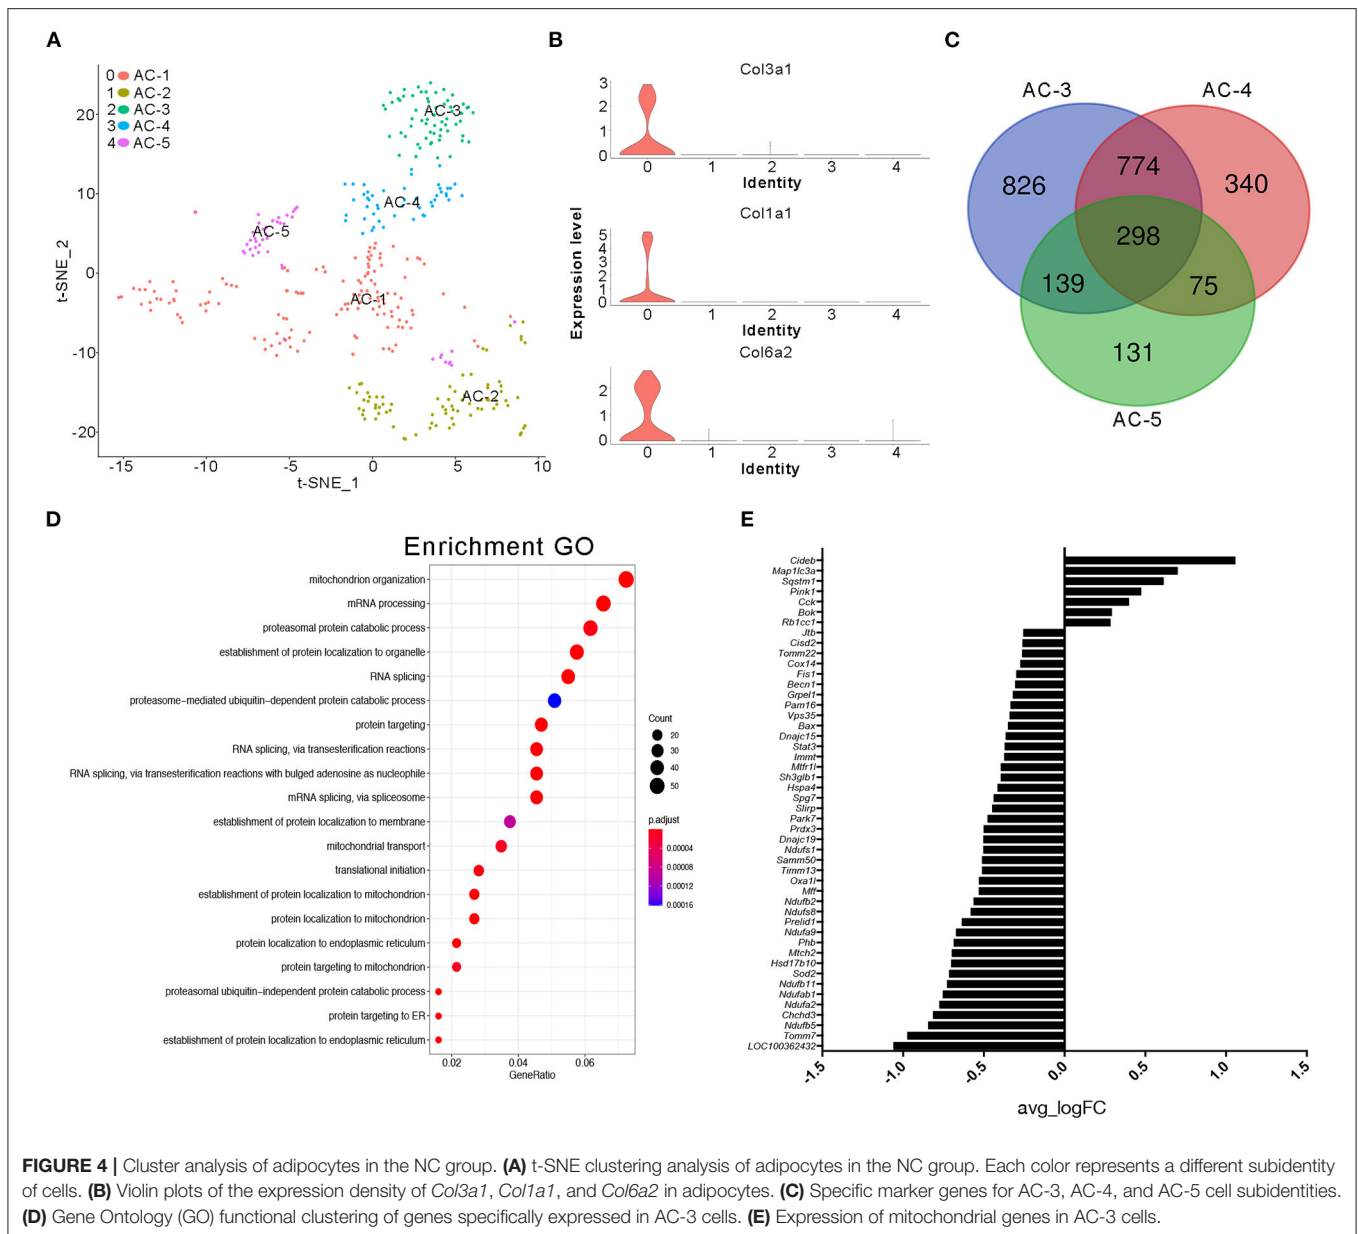 A
0 AC-1
1 AC-2
2 AC-3
3 AC-4
4 AC-5
AC-3
AC-4
AC-5
AC-1
AC-2
20
10
0
-10
-20
t-SNE_2
-15 -10 -5 0 5 10
t-SNE_1
B
Expression level
Col3a1
3
2
1
0
0 1 2 3 4
Identity
Col1a1
5
4
3
2
1
0
0 1 2 3 4
Identity
Col6a2
2
1
0
0 1 2 3 4
Identity
C
AC-3 AC-4
826 774 340
298
139 75
131
AC-5
D
Enrichment GO
mitochondrion organization
mRNA processing
proteasomal protein catabolic process
establishment of protein localization to organelle
RNA splicing
proteasome-mediated ubiquitin-dependent protein catabolic process
protein targeting
RNA splicing, via transesterification reactions
RNA splicing, via transesterification reactions with bulged adenosine as nucleophile
mRNA splicing, via spliceosome
establishment of protein localization to membrane
mitochondrial transport
translational initiation
establishment of protein localization to mitochondrion
protein localization to mitochondrion
protein localization to endoplasmic reticulum
protein targeting to mitochondrion
proteasomal ubiquitin-independent protein catabolic process
protein targeting to ER
establishment of protein localization to endoplasmic reticulum
0.02 0.04 0.06
GeneRatio
Count
20
30
40
50
p.adjust
0.00004
0.00008
0.00012
0.00016
E
Cideb
Map1lc3a
Sqstm1
Pink1
Cck
Bok
Rb1cc1
Jtb
Cisd2
Tomm22
Cox14
Fis1
Becn1
Grpel1
Pam16
Vps35
Bax
Dnajc15
Stat3
Immt
Mtfr1l
Sh3glb1
Hspa4
Spg7
Slirp
Park7
Prdx3
Dnajc19
Ndufs1
Samm50
Timm13
Oxa1l
Mff
Ndufb2
Ndufs8
Prelid1
Ndufa9
Phb
Mtch2
Hsd17b10
Sod2
Ndufb11
Ndufab1
Ndufa2
Chchd3
Ndufb5
Tomm7
LOC100362432
-1.5 -1.0 -0.5 0.0 0.5 1.0 1.5
avg_logFC
FIGURE 4 | Cluster analysis of adipocytes in the NC group. (A) t-SNE clustering analysis of adipocytes in the NC group. Each color represents a different subidentity
of cells. (B) Violin plots of the expression density of Col3a1, Col1a1, and Col6a2 in adipocytes. (C) Specific marker genes for AC-3, AC-4, and AC-5 cell subidentities.
(D) Gene Ontology (GO) functional clustering of genes specifically expressed in AC-3 cells. (E) Expression of mitochondrial genes in AC-3 cells.